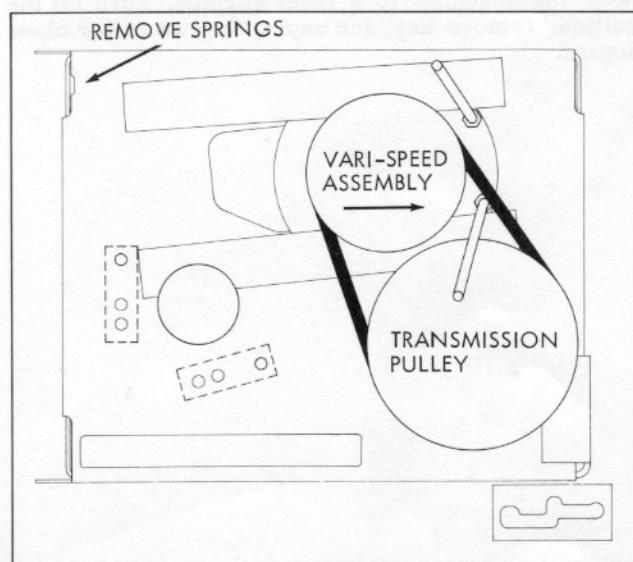 REMOVE SPRINGS
VARI-SPEED
ASSEMBLY
TRANSMISSION
PULLEY